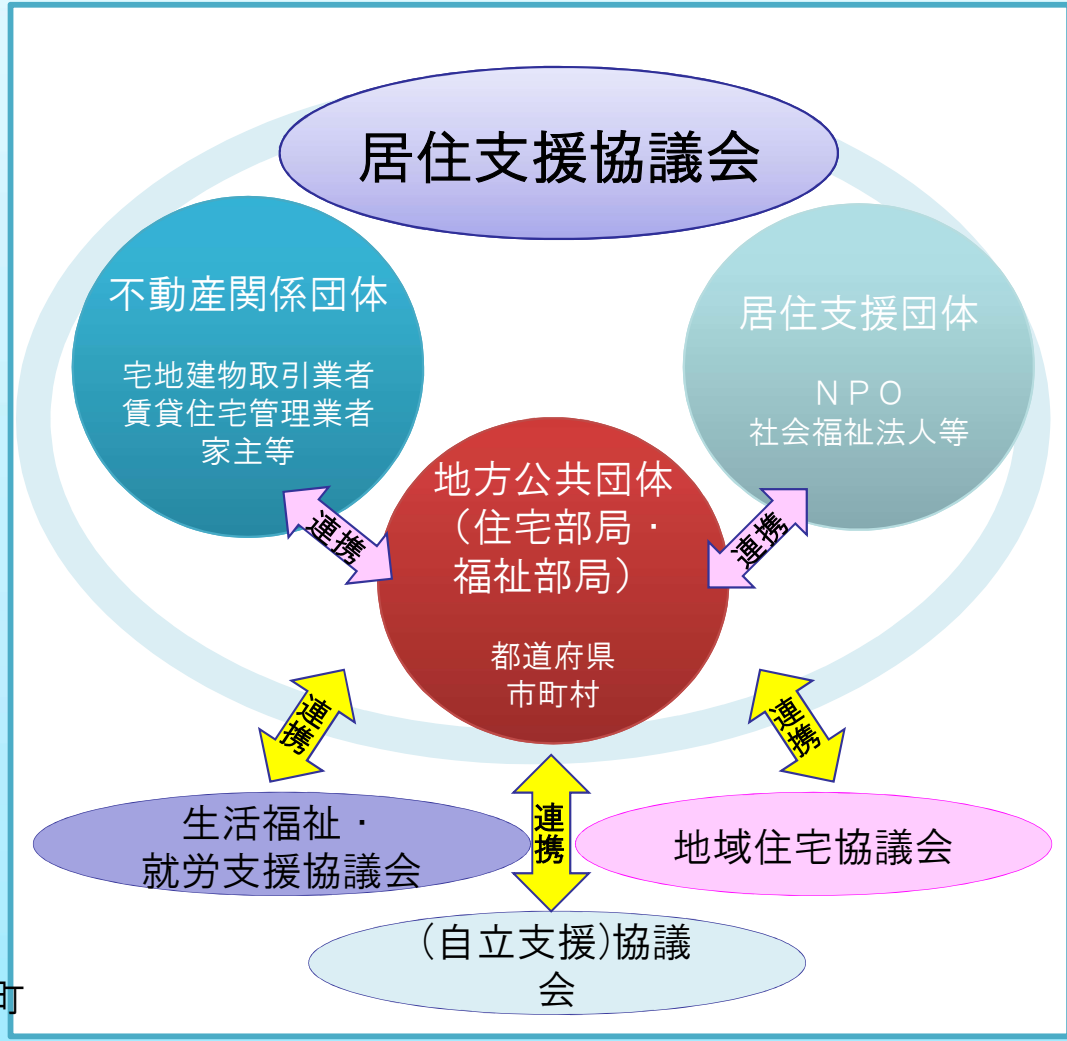 居住支援協議会
不動産関係団体
宅地建物取引業者
賃貸住宅管理業者
家主等
居住支援団体
ＮＰＯ
社会福祉法人等
地方公共団体
（住宅部局・
福祉部局）
都道府県
市町村
連携
連携
連携
連携
連携
生活福祉・
就労支援協議会
地域住宅協議会
（自立支援）協議
会
町